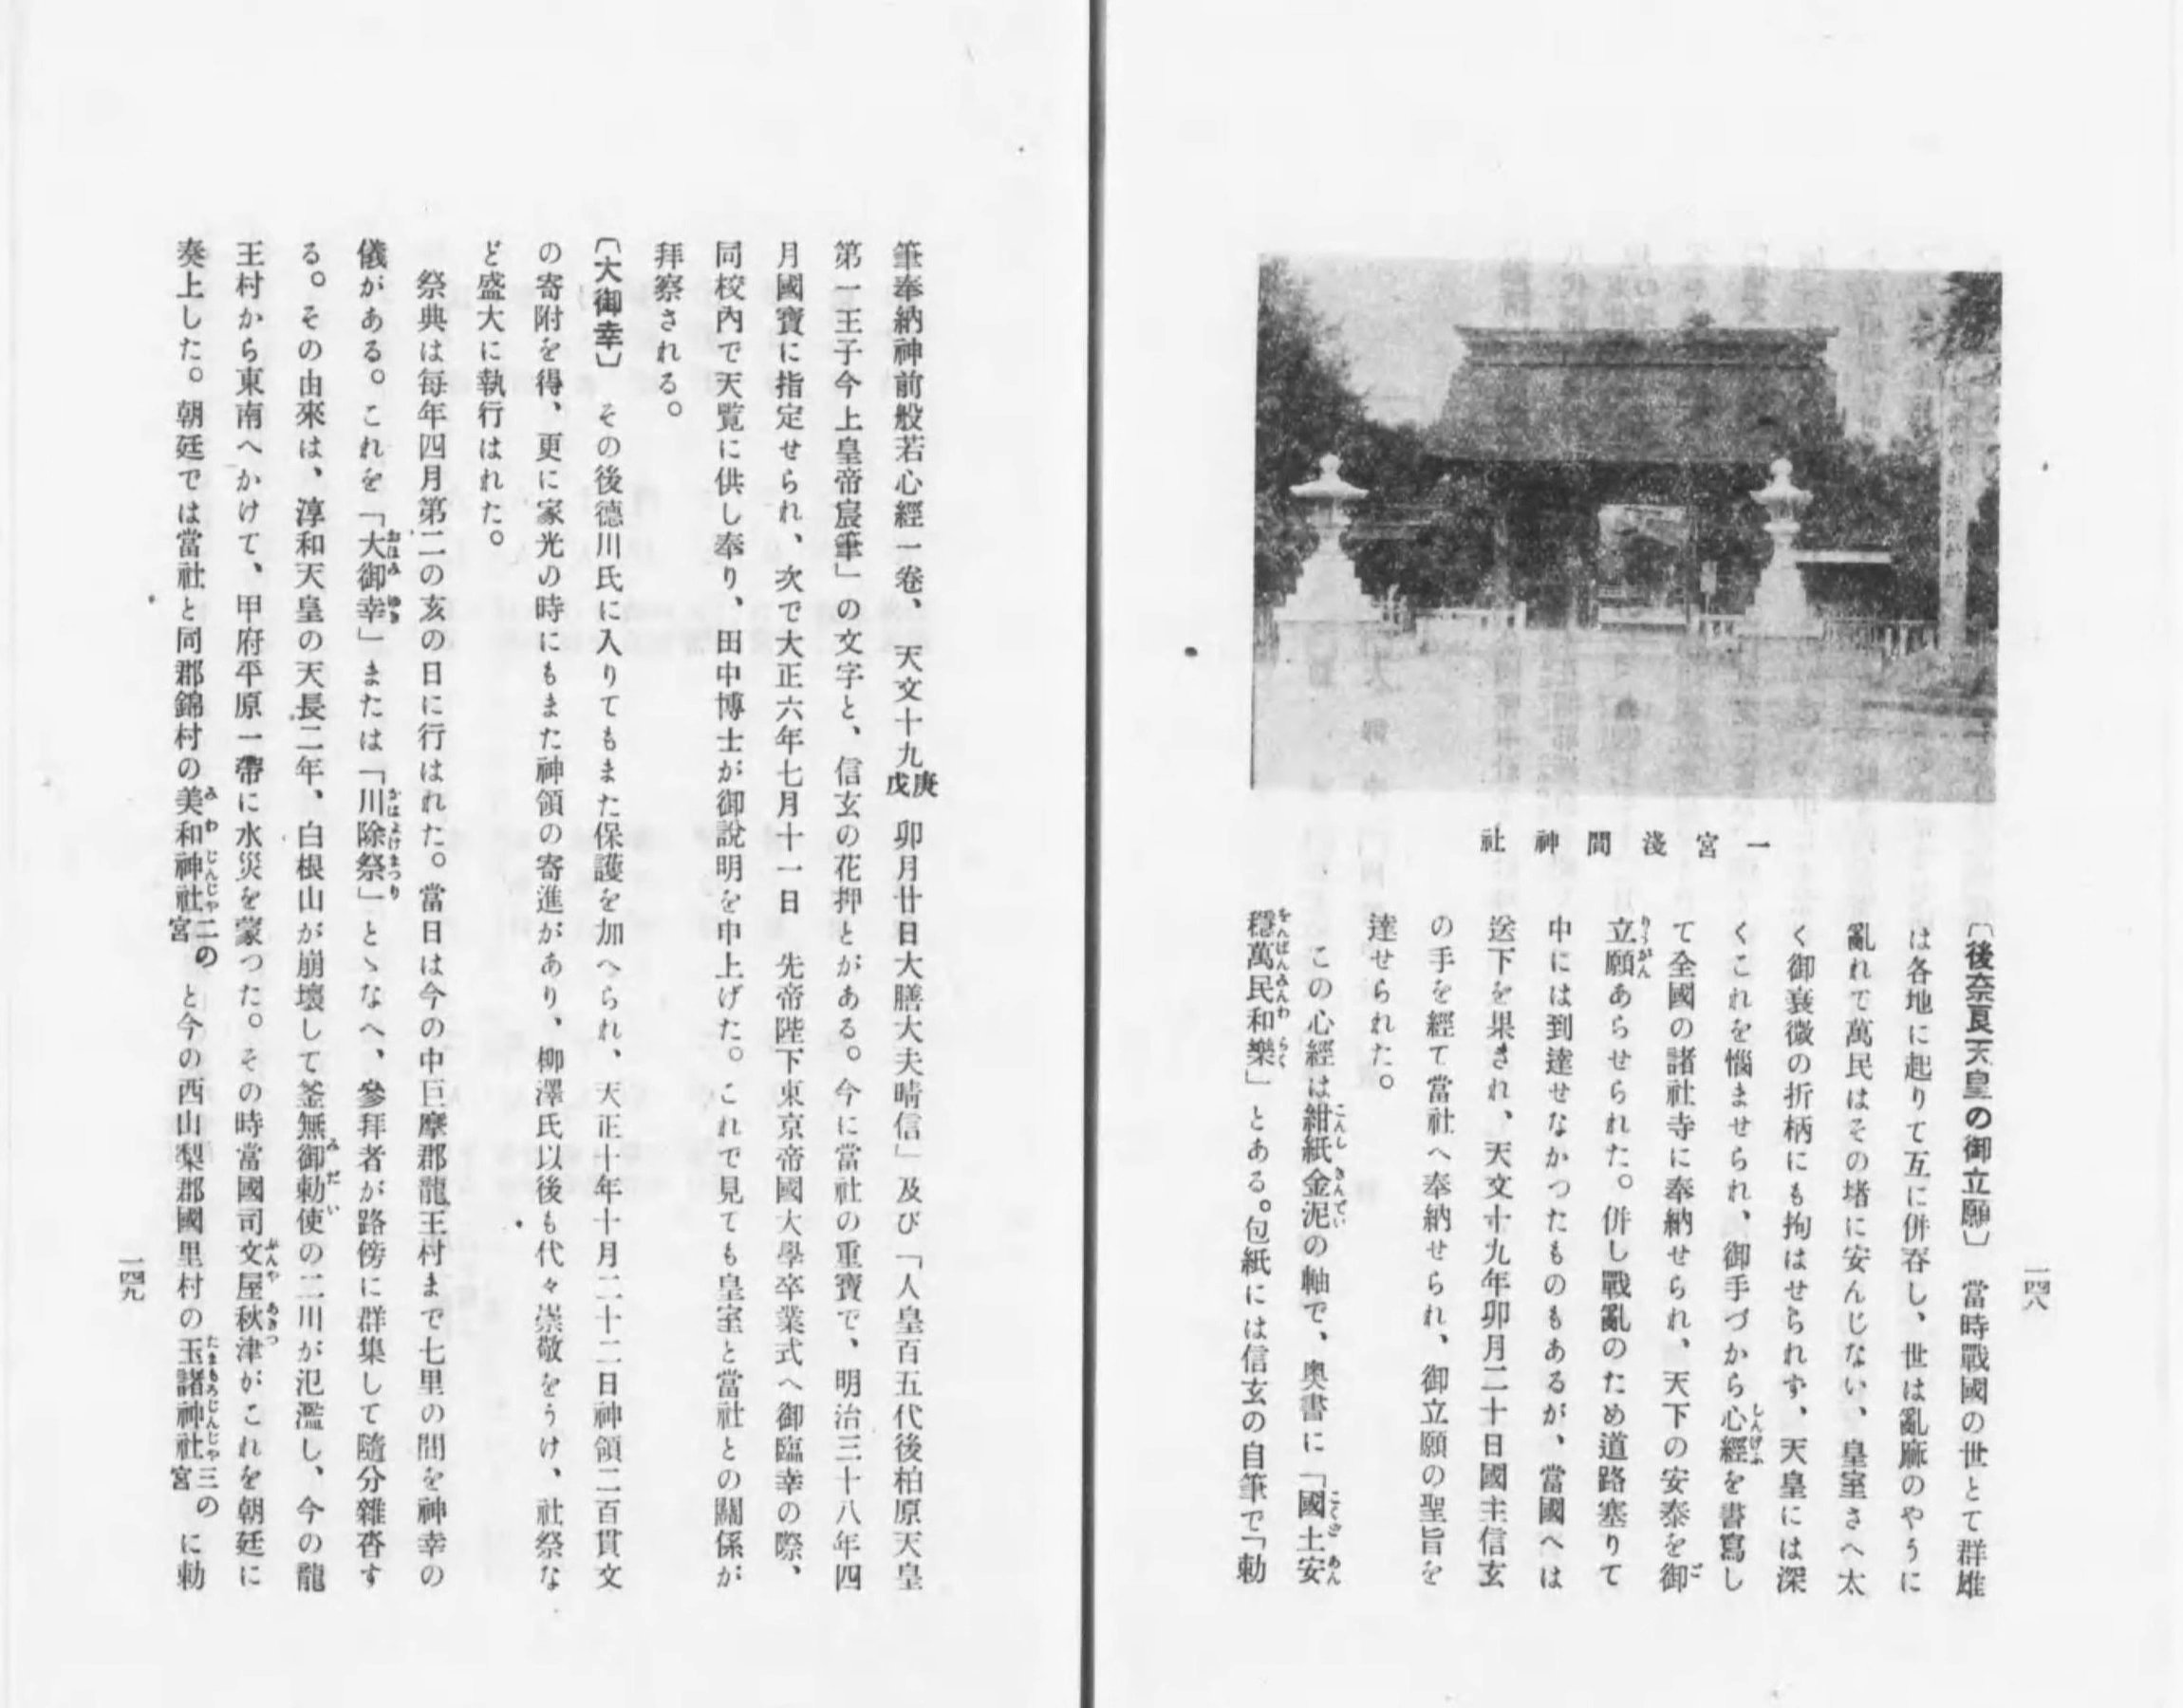 一四八
一宮淺間神社
〔後奈良天皇の御立願〕　當時戰國の世とて群雄
は各地に起りて互に併吞し、世は亂麻のやうに
亂れて萬民はその堵に安んじない、皇室さへ太
く御衰微の折柄にも拘はせられず、天皇には深
くこれを惱ませられ、御手づから心經を書寫し
て全國の諸社寺に奉納せられ、天下の安泰を御
立願あらせられた。併し戰亂のため道路塞りて
中には到達せなかつたものもあるが、當國へは
送下を果され、天文十九年卯月二十日國主信玄
の手を經て當社へ奉納せられ、御立願の聖旨を
達せられた。
この心經は紺紙金泥の軸で、奥書に「國土安
穩萬民和樂」とある。包紙には信玄の自筆で「勅
筆奉納神前般若心經一卷、天文十九庚戌卯月廿日大膳大夫晴信」及び「人皇百五代後柏原天皇
第一王子今上皇帝宸筆」の文字と、信玄の花押とがある。今に當社の重寶で、明治三十八年四
月國寶に指定せられ、次で大正六年七月十一日　先帝陛下東京帝國大學卒業式へ御臨幸の際、
同校內で天覽に供し奉り、田中博士が御說明を申上げた。これで見ても皇室と當社との關係が
拜察される。
〔大御幸〕　その後德川氏に入りてもまた保護を加へられ、天正十年十月二十二日神領二百貫文
の寄附を得、更に家光の時にもまた神領の寄進があり、柳澤氏以後も代々崇敬をうけ、社祭な
ど盛大に執行はれた。
祭典は每年四月第二の亥の日に行はれた。當日は今の中巨摩郡龍王村まで七里の間を神幸の
儀がある。これを「大御幸」または「川除祭」とゝなへ、參拜者が路傍に群集して隨分雜沓す
る。その由來は、淳和天皇の天長二年、白根山が崩壞して釜無御勅使の二川が氾濫し、今の龍
王村から東南へかけて、甲府平原一帶に水災を蒙つた。その時當國司文屋秋津がこれを朝廷に
奏上した。朝廷では當社と同郡錦村の美和神社二の宮と今の西山梨郡國里村の玉諸神社三の宮に勅
一四九